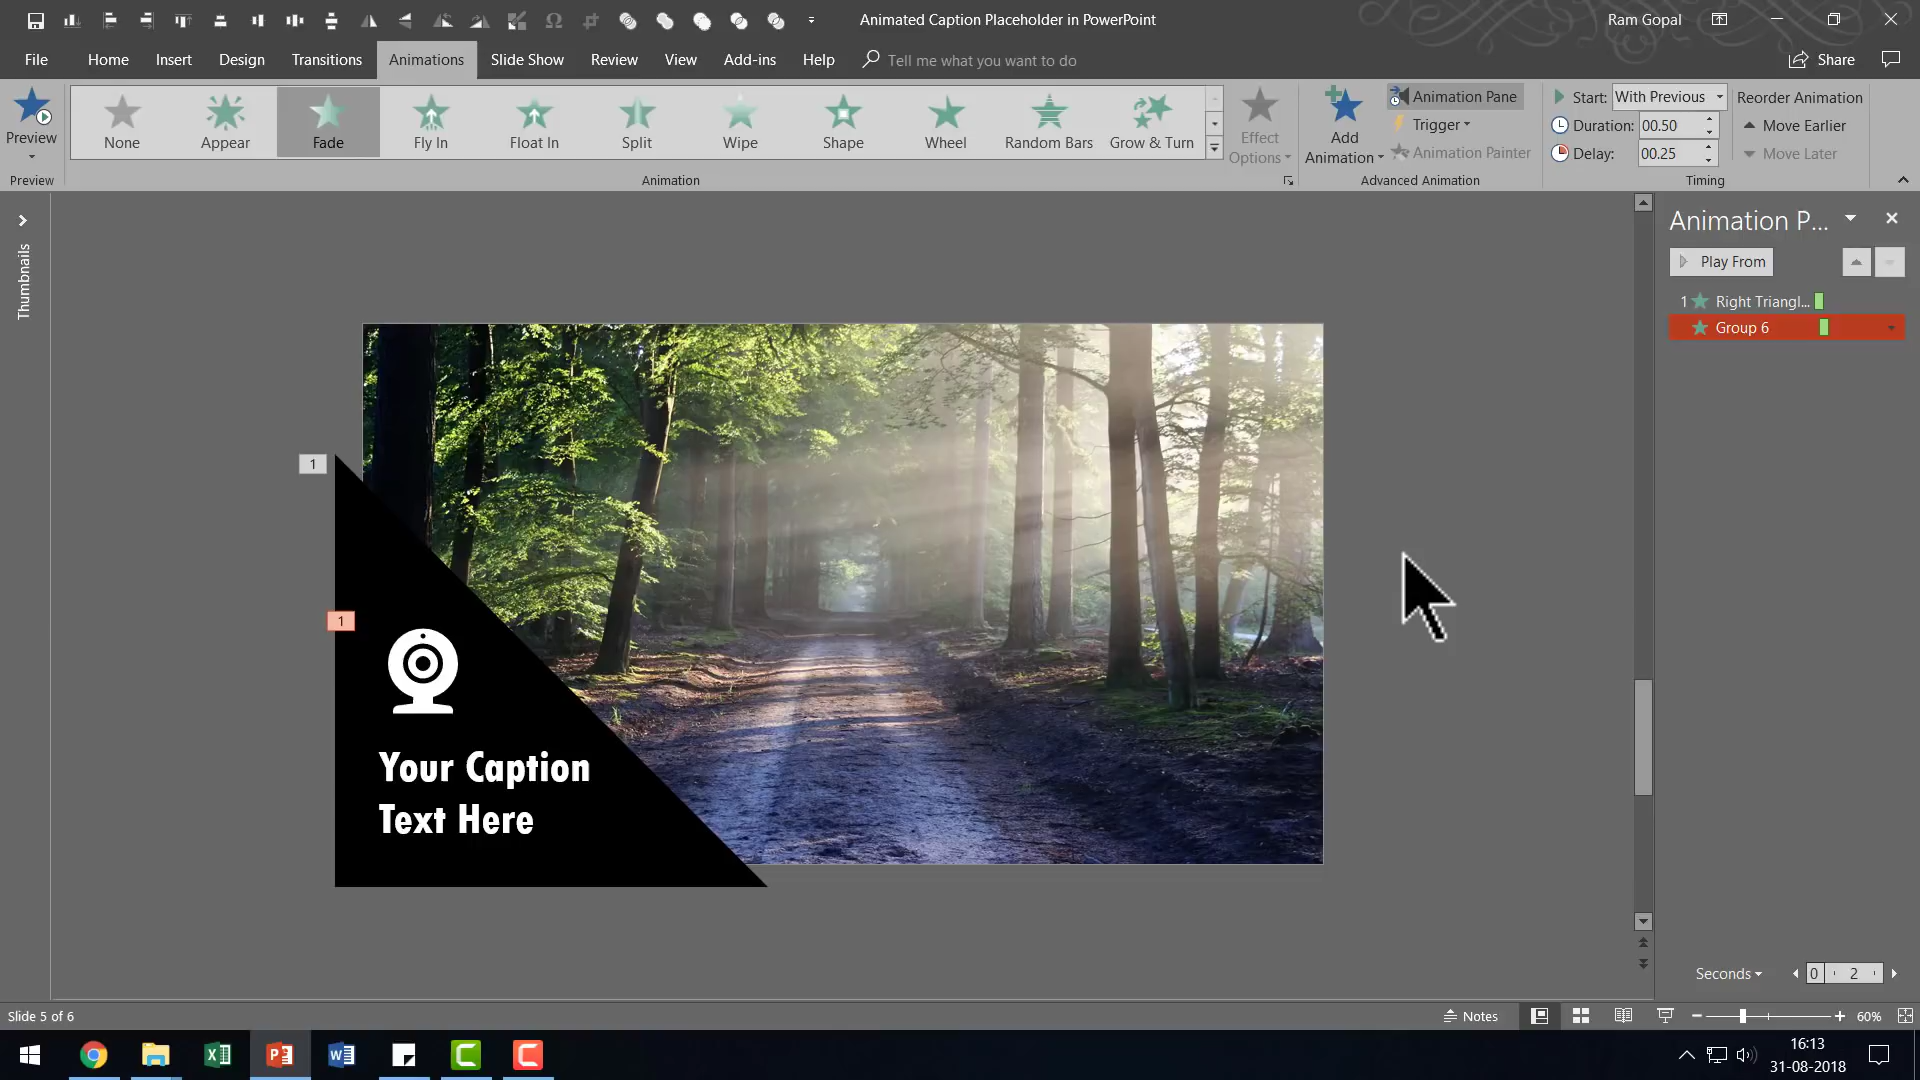 Animated Caption Placeholder in PowerPoint
Ram Gopal
File
Home
Insert
Design
Transitions
Animations
Slide Show
Review
View
Add-ins
Help
Tell me what you want to do
Share
Preview
None
Appear
Fade
Fly In
Float In
Split
Wipe
Shape
Wheel
Random Bars
Grow & Turn
Effect
Options
Add
Animation
Animation Pane
Trigger
Animation Painter
Start: With Previous
Duration: 00.50
Delay: 00.25
Reorder Animation
Move Earlier
Move Later
Preview
Animation
Advanced Animation
Timing
Thumbnails
Animation P...
Play From
1 Right Triangl...
Group 6
1
1
Your Caption
Text Here
Seconds
0
2
Slide 5 of 6
Notes
60%
16:13
31-08-2018